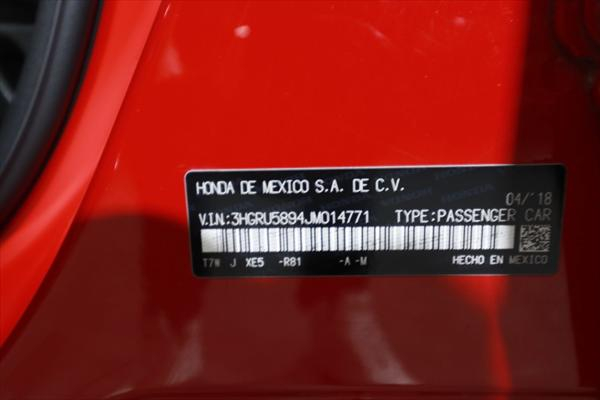 HONDA DE MEXICO S.A. DE C.V.
04/'18
V.I.N:3HGRU5894JM014771 TYPE:PASSENGER CAR
T7W J XE5 -R81 -A -M HECHO EN MEXICO